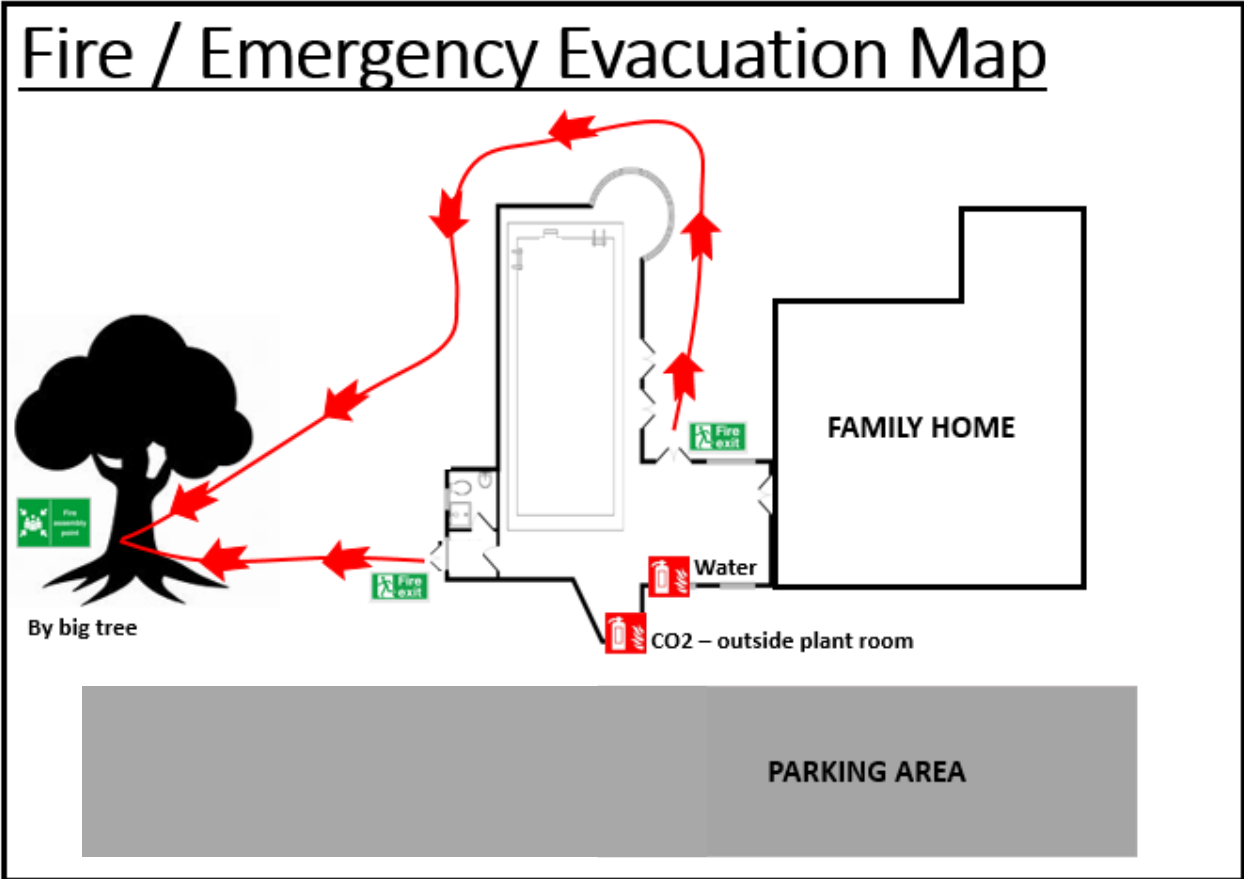 Fire / Emergency Evacuation Map
Fire
exit
FAMILY HOME
Fire
assembly
point
Fire
exit
Water
By big tree
CO2 – outside plant room
PARKING AREA